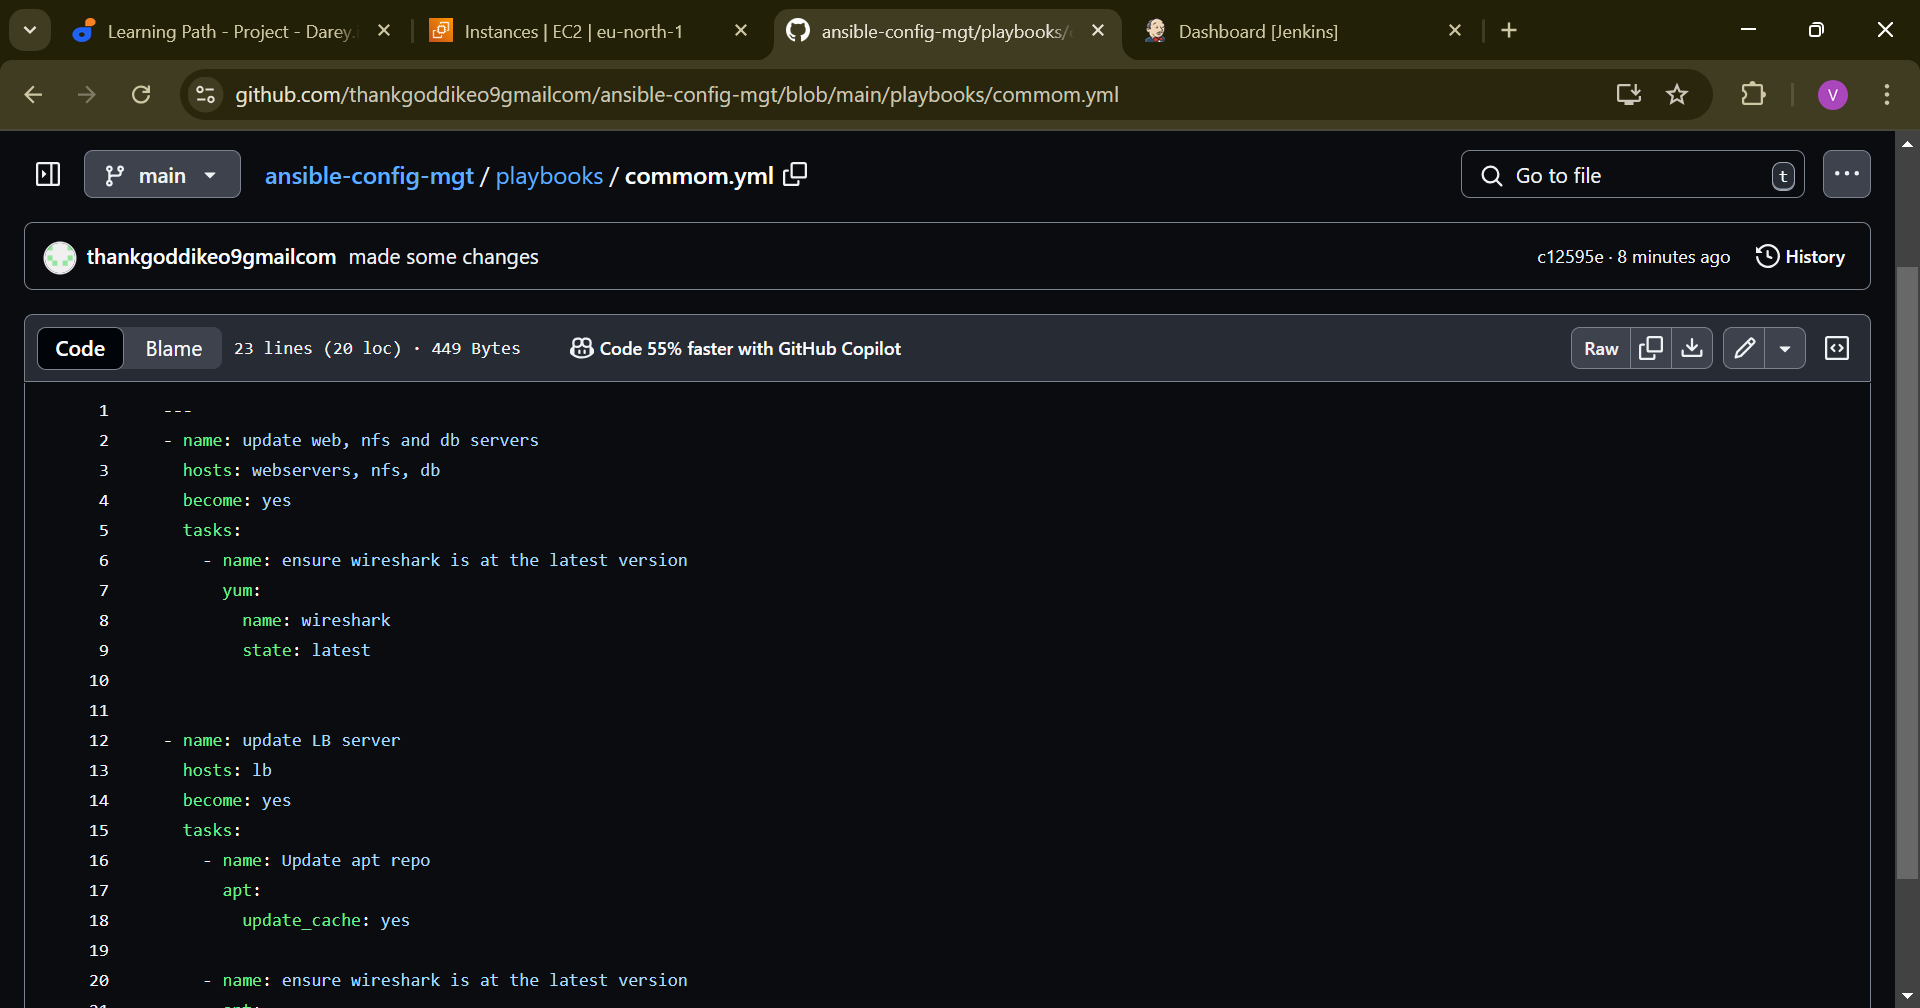 Learning Path - Project - Darey.
Instances | EC2 | eu-north-1
ansible-config-mgt/playbooks/
Dashboard [Jenkins]
github.com/thankgoddikeo9gmailcom/ansible-config-mgt/blob/main/playbooks/commom.yml
V
main
ansible-config-mgt / playbooks / commom.yml
Go to file
t
thankgoddikeo9gmailcom made some changes
c12595e · 8 minutes ago
History
Code
Blame
23 lines (20 loc) · 449 Bytes
Code 55% faster with GitHub Copilot
Raw
1 ---
2 - name: update web, nfs and db servers
3 hosts: webservers, nfs, db
4 become: yes
5 tasks:
6 - name: ensure wireshark is at the latest version
7 yum:
8 name: wireshark
9 state: latest
10
11
12 - name: update LB server
13 hosts: lb
14 become: yes
15 tasks:
16 - name: Update apt repo
17 apt:
18 update_cache: yes
19
20 - name: ensure wireshark is at the latest version